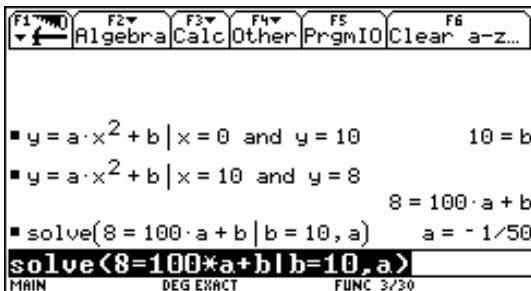 F1 F2 Algebra F3 Calc F4 Other F5 PrgmIO F6 Clear a-z…
▪ y = a·x² + b | x = 0 and y = 10 10 = b
▪ y = a·x² + b | x = 10 and y = 8
8 = 100·a + b
▪ solve(8 = 100·a + b | b = 10, a) a = ⁻1/50
solve(8=100*a+b|b=10,a)
MAIN DEG EXACT FUNC 3/30